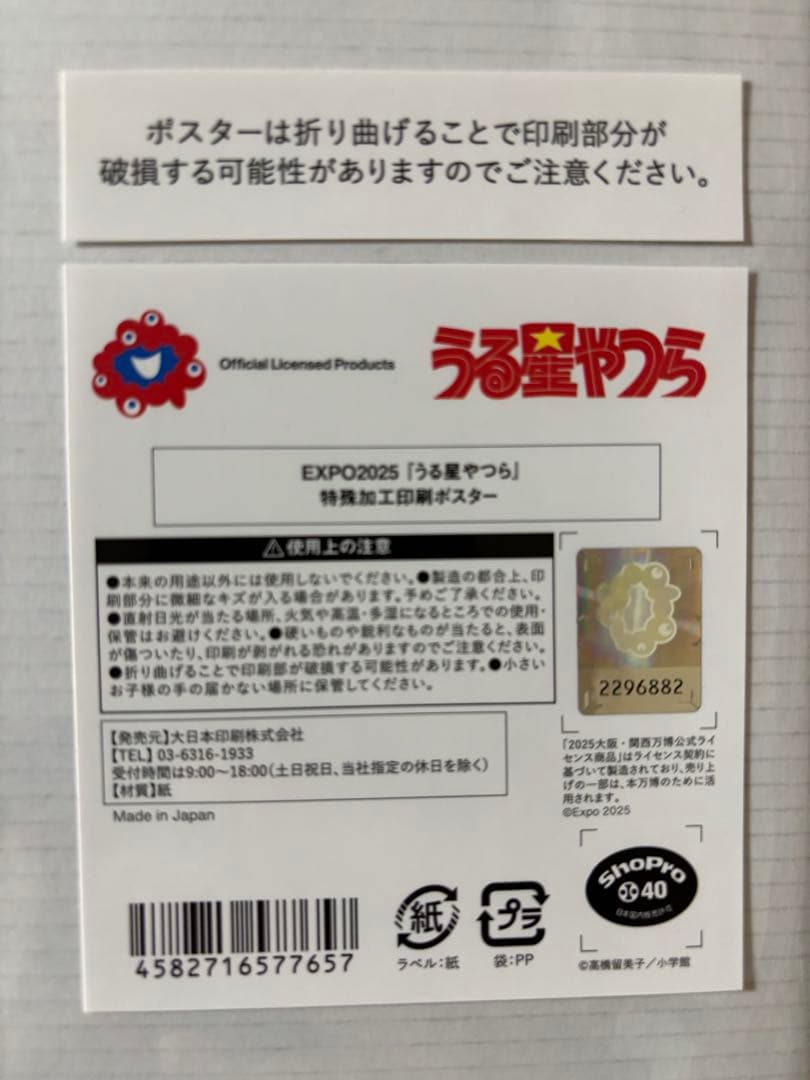 ポスターは折り曲げることで印刷部分が
破損する可能性がありますのでご注意ください。
Official Licensed Products
うる星やつら
EXPO2025『うる星やつら』
特殊加工印刷ポスター
⚠使用上の注意
●本来の用途以外には使用しないでください。●製造の都合上、印
刷部分に微細なキズが入る場合があります。予めご了承ください。
●直射日光が当たる場所、火気や高温・多湿になるところでの使用・
保管はお避けください。●硬いものや鋭利なものが当たると、表面
が傷ついたり、印刷が剥がれる恐れがありますのでご注意ください。
●折り曲げることで印刷部が破損する可能性があります。●小さい
お子様の手の届かない場所に保管してください。
2296882
【発売元】大日本印刷株式会社
【TEL】03-6316-1933
受付時間は9:00〜18:00(土日祝日、当社指定の休日を除く)
【材質】紙
Made in Japan
「2025大阪・関西万博公式ライ
センス商品」はライセンス契約に
基づいて製造されており、売り上
げの一部は、本万博のために活
用されます。
©Expo 2025
4582716577657
紙
ラベル:紙
プラ
袋:PP
ShoPro
40
日本国内販売許諾
©高橋留美子/小学館